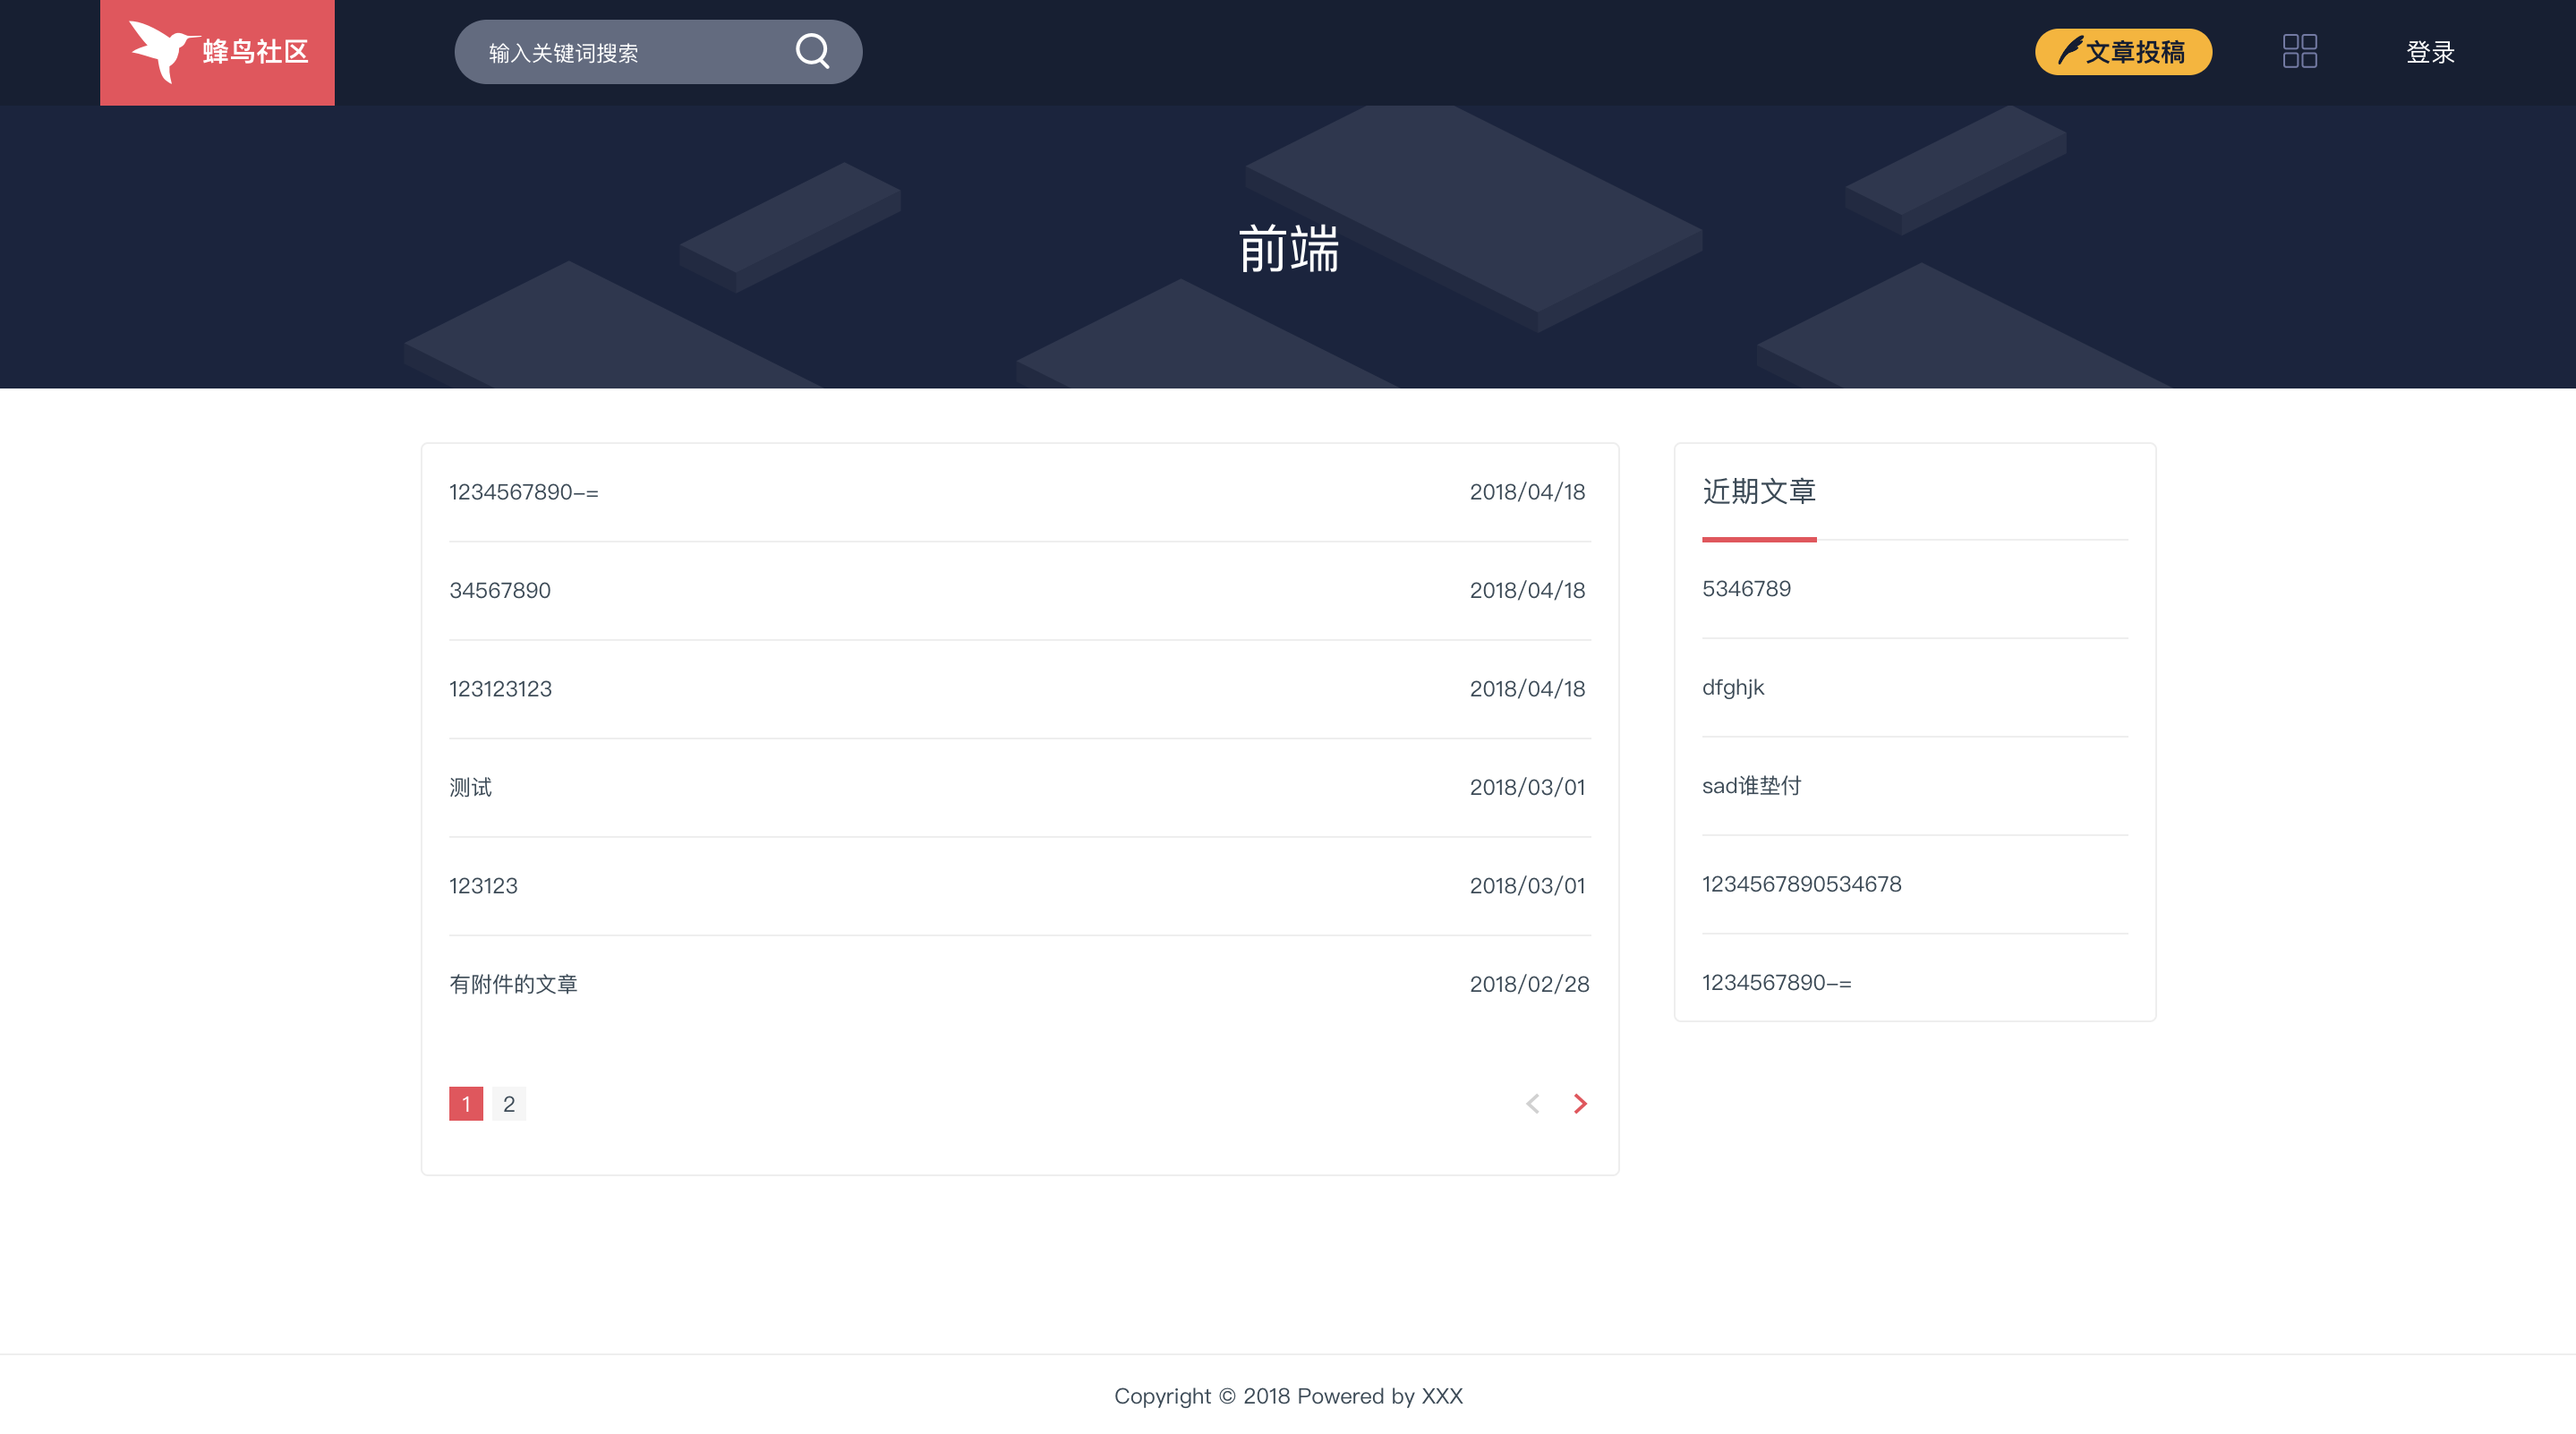 蜂鸟社区
输入关键词搜索
文章投稿
登录
前端
1234567890-= 2018/04/18
34567890 2018/04/18
123123123 2018/04/18
测试 2018/03/01
123123 2018/03/01
有附件的文章 2018/02/28
1 2
近期文章
5346789
dfghjk
sad谁垫付
1234567890534678
1234567890-=
Copyright © 2018 Powered by XXX